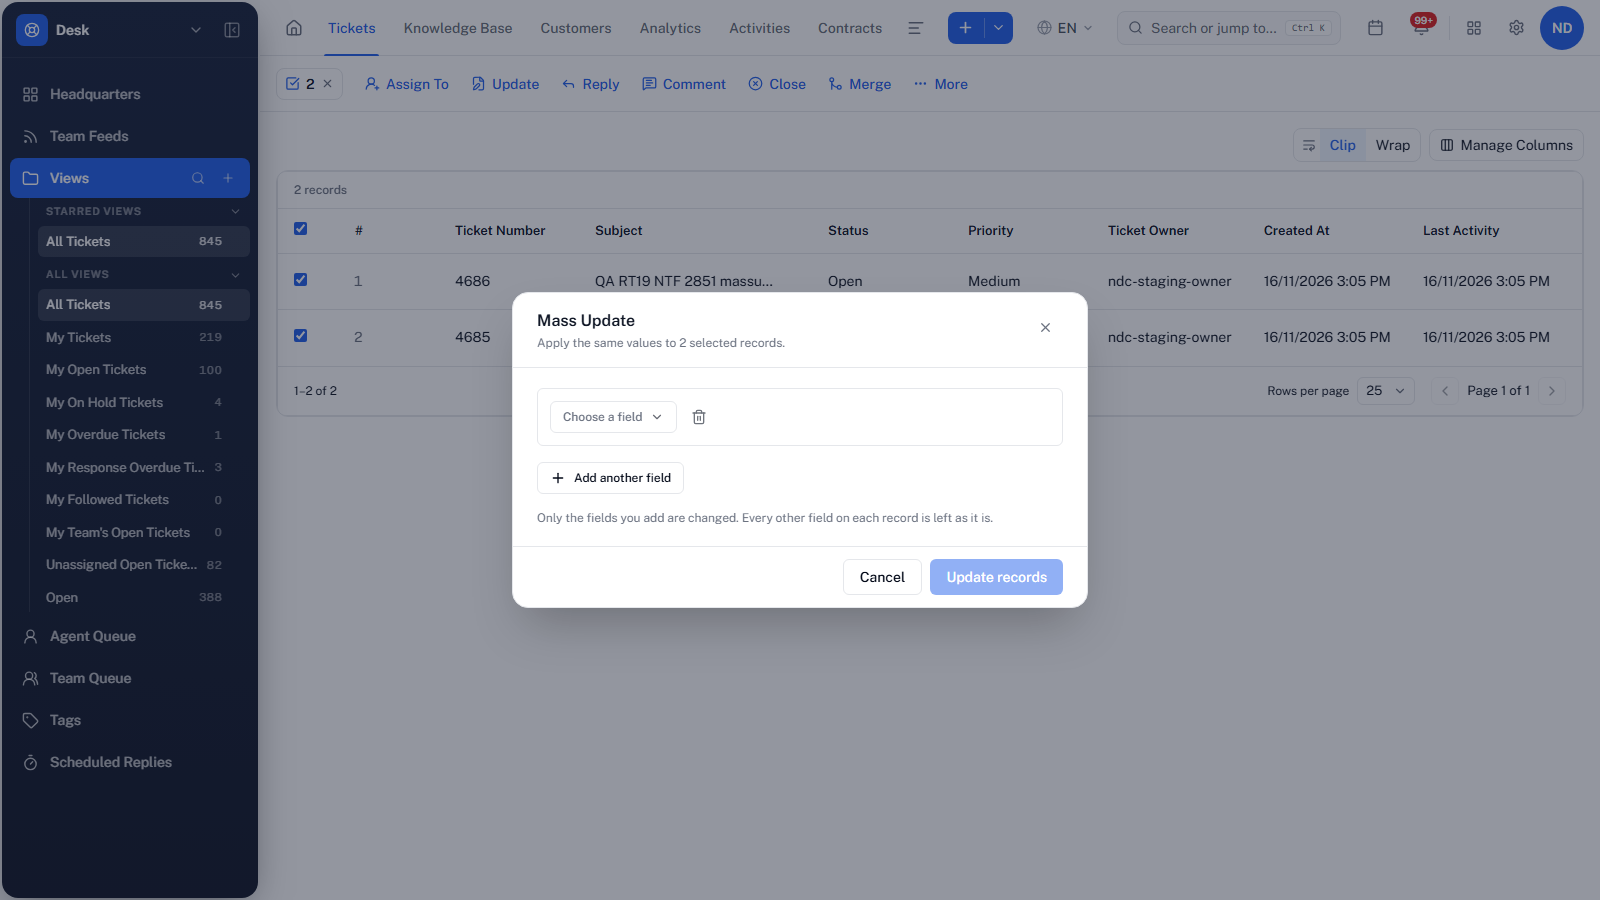 Desk
Tickets
Knowledge Base
Customers
Analytics
Activities
Contracts
EN
Search or jump to...
Ctrl K
99+
ND
Headquarters
Team Feeds
Views
STARRED VIEWS
All Tickets 845
ALL VIEWS
All Tickets 845
My Tickets 219
My Open Tickets 100
My On Hold Tickets 4
My Overdue Tickets 1
My Response Overdue Ti... 3
My Followed Tickets 0
My Team's Open Tickets 0
Unassigned Open Ticke... 82
Open 388
Agent Queue
Team Queue
Tags
Scheduled Replies
2
Assign To
Update
Reply
Comment
Close
Merge
More
Clip
Wrap
Manage Columns
2 records
# Ticket Number Subject Status Priority Ticket Owner Created At Last Activity
1 4686 QA RT19 NTF 2851 massu... Open Medium ndc-staging-owner 16/11/2026 3:05 PM 16/11/2026 3:05 PM
2 4685 ndc-staging-owner 16/11/2026 3:05 PM 16/11/2026 3:05 PM
1–2 of 2
Rows per page 25
Page 1 of 1
Mass Update
Apply the same values to 2 selected records.
Choose a field
Add another field
Only the fields you add are changed. Every other field on each record is left as it is.
Cancel
Update records